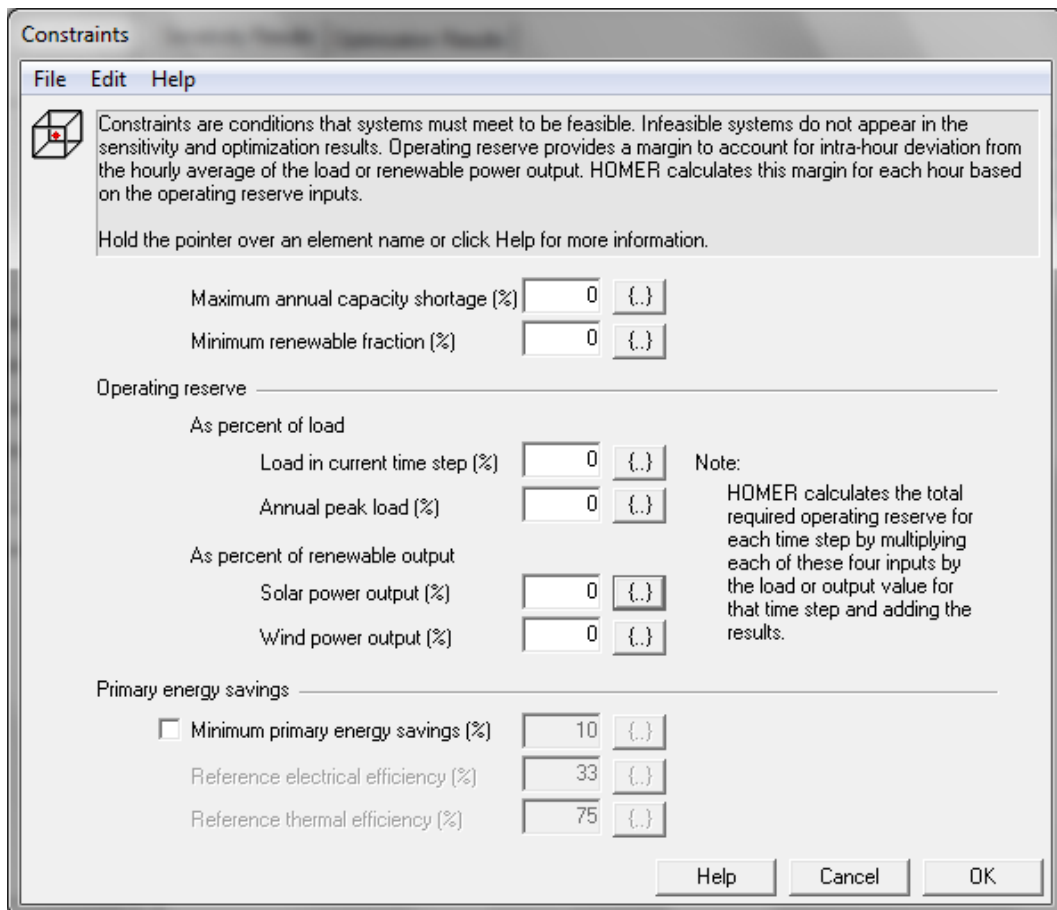 Constraints
File Edit Help
Constraints are conditions that systems must meet to be feasible. Infeasible systems do not appear in the
sensitivity and optimization results. Operating reserve provides a margin to account for intra-hour deviation from
the hourly average of the load or renewable power output. HOMER calculates this margin for each hour based
on the operating reserve inputs.
Hold the pointer over an element name or click Help for more information.
Maximum annual capacity shortage (%) 0 {..}
Minimum renewable fraction (%) 0 {..}
Operating reserve
As percent of load
Load in current time step (%) 0 {..}
Annual peak load (%) 0 {..}
As percent of renewable output
Solar power output (%) 0 {..}
Wind power output (%) 0 {..}
Note:
HOMER calculates the total
required operating reserve for
each time step by multiplying
each of these four inputs by
the load or output value for
that time step and adding the
results.
Primary energy savings
Minimum primary energy savings (%) 10 {..}
Reference electrical efficiency (%) 33 {..}
Reference thermal efficiency (%) 75 {..}
Help Cancel OK